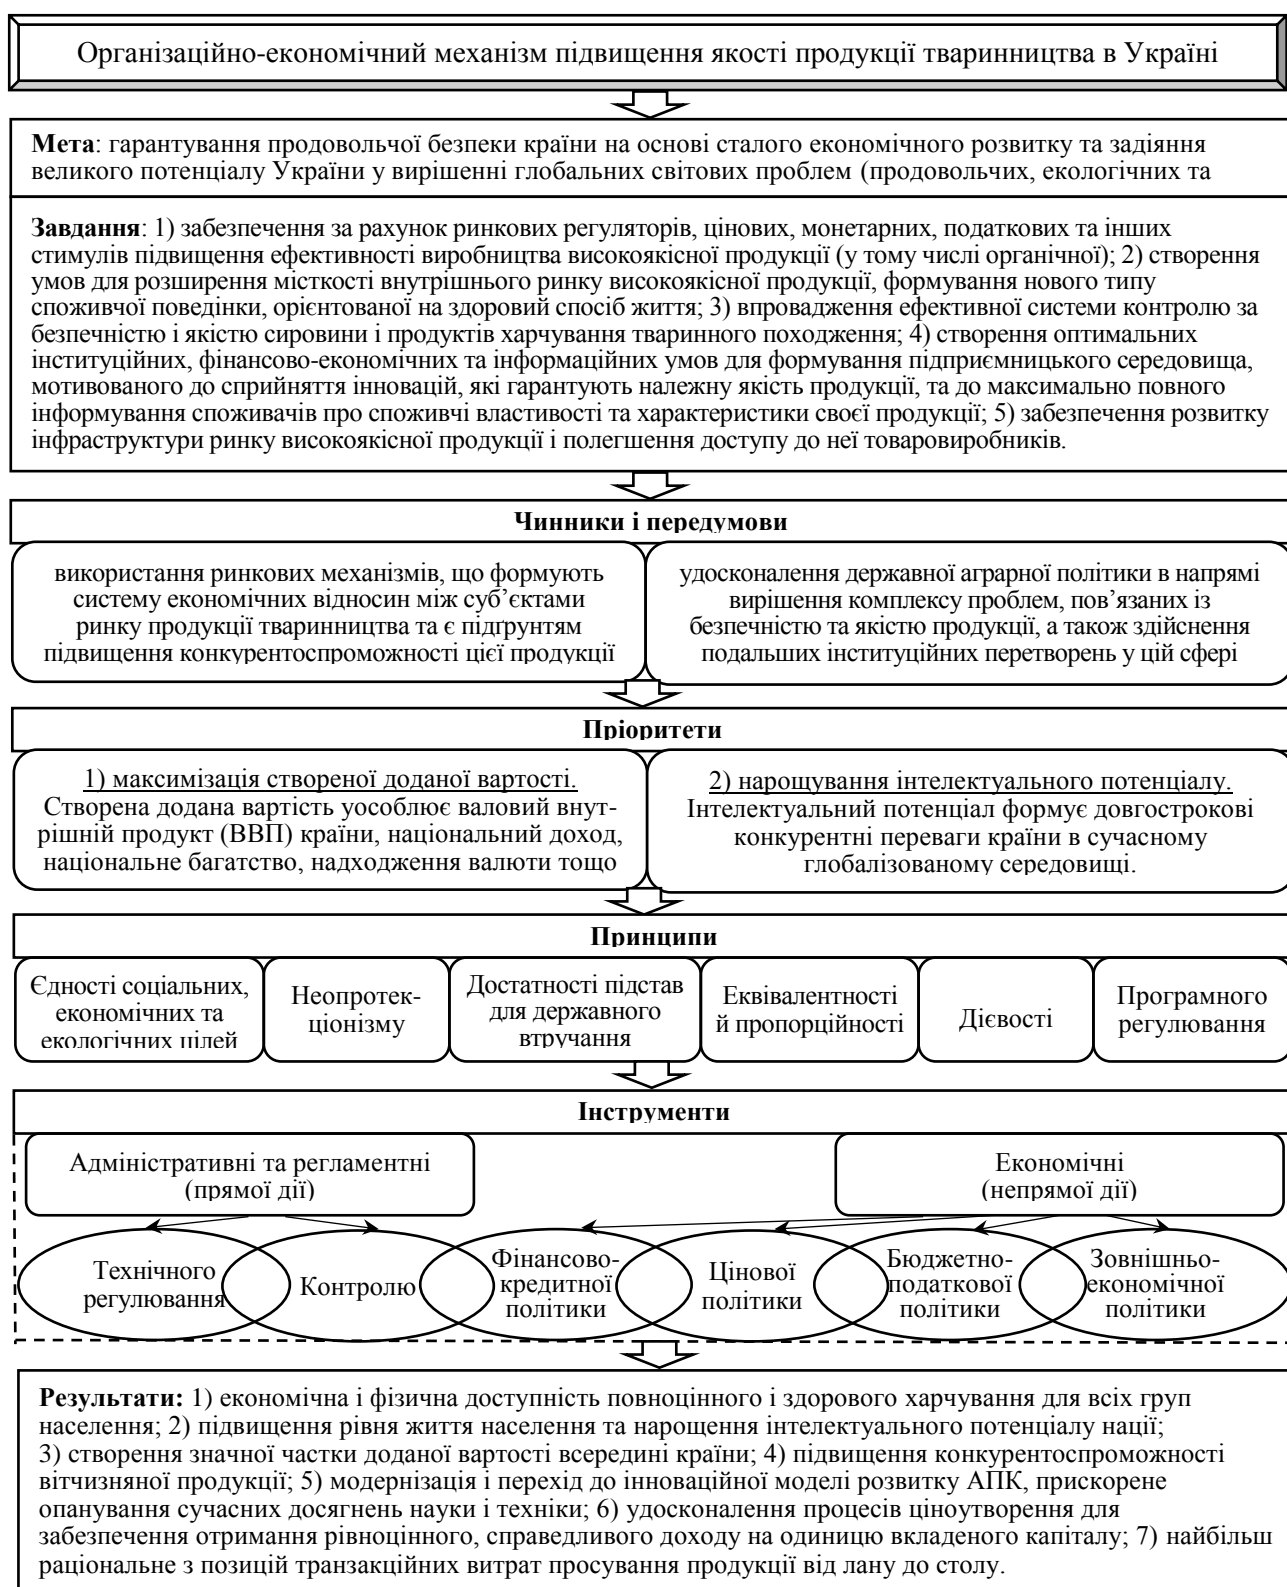 Організаційно-економічний механізм підвищення якості продукції тваринництва в Україні
Мета: гарантування продовольчої безпеки країни на основі сталого економічного розвитку та задіяння
великого потенціалу України у вирішенні глобальних світових проблем (продовольчих, екологічних та
Завдання: 1) забезпечення за рахунок ринкових регуляторів, цінових, монетарних, податкових та інших
стимулів підвищення ефективності виробництва високоякісної продукції (у тому числі органічної); 2) створення
умов для розширення місткості внутрішнього ринку високоякісної продукції, формування нового типу
споживчої поведінки, орієнтованої на здоровий спосіб життя; 3) впровадження ефективної системи контролю за
безпечністю і якістю сировини і продуктів харчування тваринного походження; 4) створення оптимальних
інституційних, фінансово-економічних та інформаційних умов для формування підприємницького середовища,
мотивованого до сприйняття інновацій, які гарантують належну якість продукції, та до максимально повного
інформування споживачів про споживчі властивості та характеристики своєї продукції; 5) забезпечення розвитку
інфраструктури ринку високоякісної продукції і полегшення доступу до неї товаровиробників.
Чинники і передумови
використання ринкових механізмів, що формують
систему економічних відносин між суб’єктами
ринку продукції тваринництва та є підґрунтям
підвищення конкурентоспроможності цієї продукції
удосконалення державної аграрної політики в напрямі
вирішення комплексу проблем, пов’язаних із
безпечністю та якістю продукції, а також здійснення
подальших інституційних перетворень у цій сфері
Пріоритети
1) максимізація створеної доданої вартості.
Створена додана вартість уособлює валовий внут-
рішній продукт (ВВП) країни, національний доход,
національне багатство, надходження валюти тощо
2) нарощування інтелектуального потенціалу.
Інтелектуальний потенціал формує довгострокові
конкурентні переваги країни в сучасному
глобалізованому середовищі.
Принципи
Єдності соціальних,
економічних та
екологічних цілей
Неопротек-
ціонізму
Достатності підстав
для державного
втручання
Еквівалентності
й пропорційності
Дієвості
Програмного
регулювання
Інструменти
Адміністративні та регламентні
(прямої дії)
Економічні
(непрямої дії)
Технічного
регулювання
Контролю
Фінансово-
кредитної
політики
Цінової
політики
Бюджетно-
податкової
політики
Зовнішньо-
економічної
політики
Результати: 1) економічна і фізична доступність повноцінного і здорового харчування для всіх груп
населення; 2) підвищення рівня життя населення та нарощення інтелектуального потенціалу нації;
3) створення значної частки доданої вартості всередині країни; 4) підвищення конкурентоспроможності
вітчизняної продукції; 5) модернізація і перехід до інноваційної моделі розвитку АПК, прискорене
опанування сучасних досягнень науки і техніки; 6) удосконалення процесів ціноутворення для
забезпечення отримання рівноцінного, справедливого доходу на одиницю вкладеного капіталу; 7) найбільш
раціональне з позицій транзакційних витрат просування продукції від лану до столу.